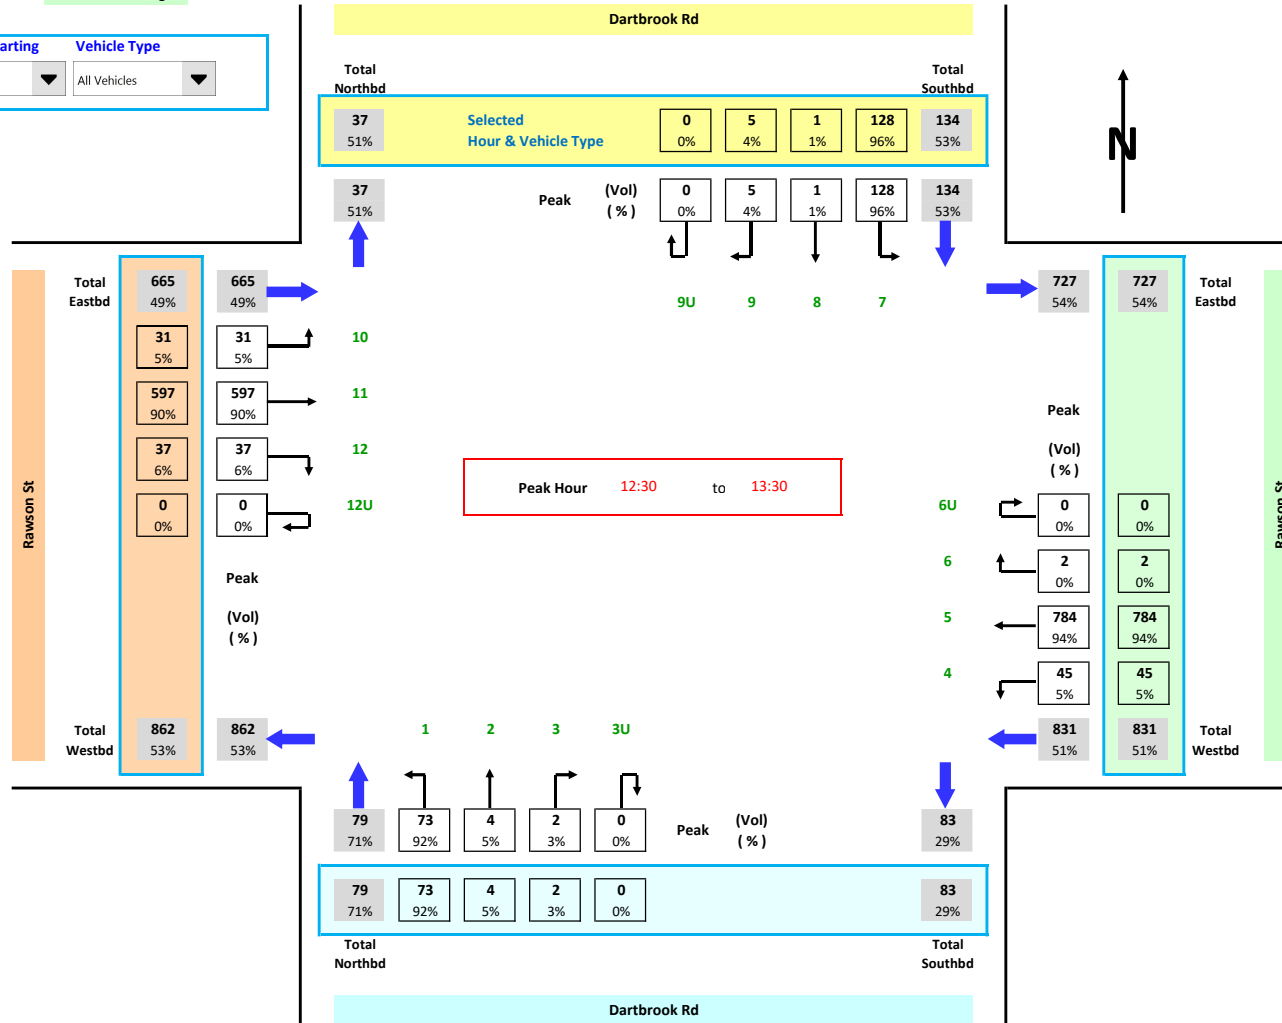 Dartbrook Rd
arting Vehicle Type
All Vehicles
Total Northbd
Total Southbd
37 Selected 0 5 1 128 134
51% Hour & Vehicle Type 0% 4% 1% 96% 53%
37 Peak (Vol) 0 5 1 128 134
51% ( % ) 0% 4% 1% 96% 53%
N
Total Eastbd
665 665
49% 49%
9U 9 8 7
727 727
54% 54%
Total Eastbd
31 31 10
5% 5%
597 597 11
90% 90%
37 37 12
6% 6%
0 0 12U
0% 0%
Peak
(Vol)
( % )
Rawson St
Peak Hour 12:30 to 13:30
Peak
(Vol)
( % )
6U 0 0
0% 0%
6 2 2
0% 0%
5 784 784
94% 94%
4 45 45
5% 5%
Rawson St
Total Westbd
862 862
53% 53%
1 2 3 3U
831 831
51% 51%
Total Westbd
79 73 4 2 0 Peak (Vol) 83
71% 92% 5% 3% 0% ( % ) 29%
79 73 4 2 0 83
71% 92% 5% 3% 0% 29%
Total Northbd
Total Southbd
Dartbrook Rd